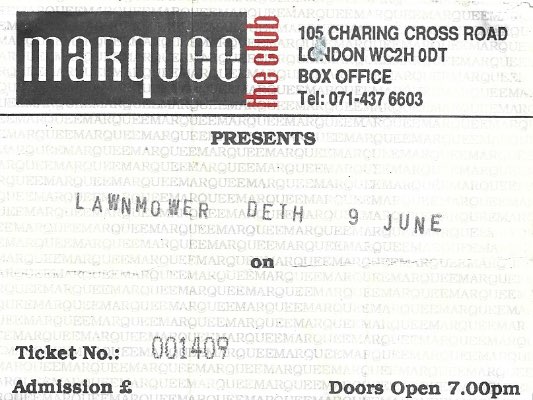 marquee the club
105 CHARING CROSS ROAD
LONDON WC2H 0DT
BOX OFFICE
Tel: 071-437 6603
PRESENTS
LAWNMOWER DETH 9 JUNE
on
Ticket No.: 001409
Admission £ Doors Open 7.00pm